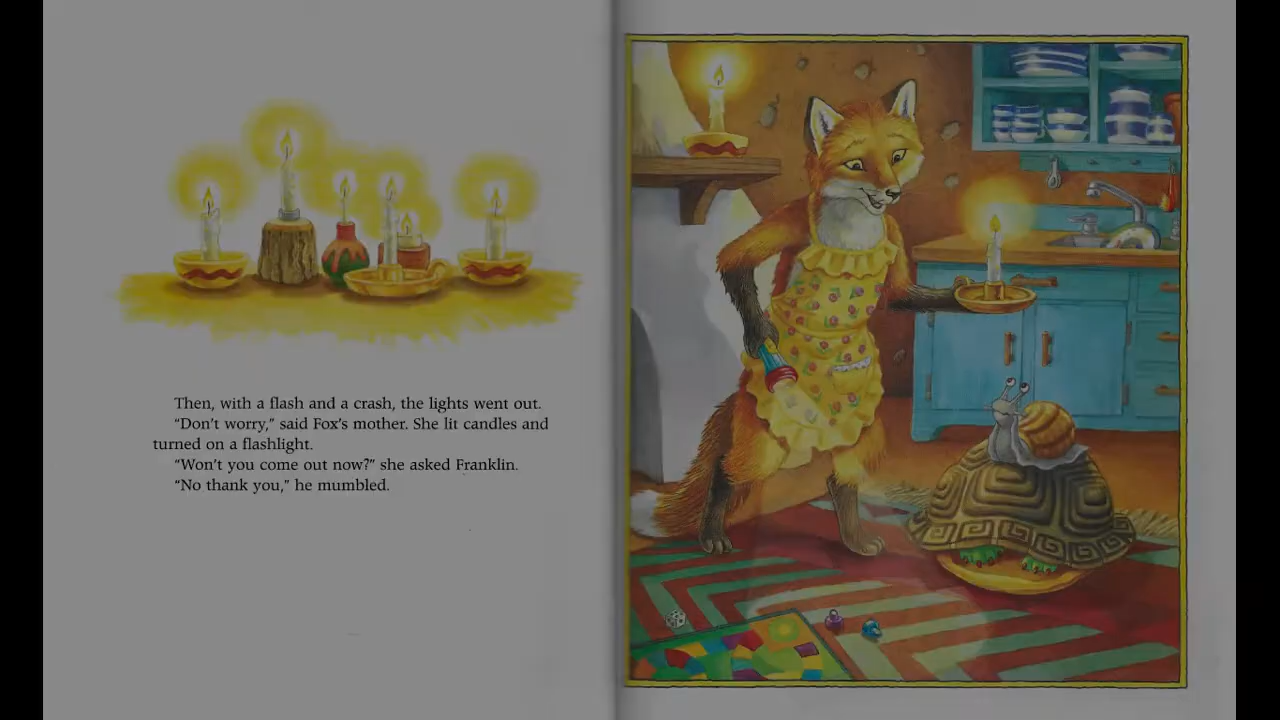 Then, with a flash and a crash, the lights went out.
“Don’t worry,” said Fox’s mother. She lit candles and
turned on a flashlight.
“Won’t you come out now?” she asked Franklin.
“No thank you,” he mumbled.